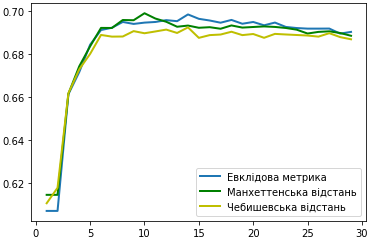 0.70
0.68
0.66
0.64
0.62
0 5 10 15 20 25 30
Евклідова метрика
Манхеттенська відстань
Чебишевська відстань